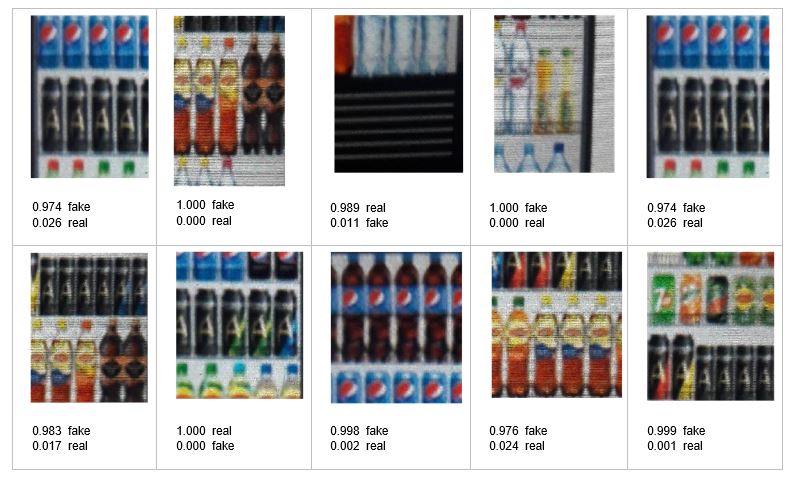 0.974 fake
0.026 real
1.000 fake
0.000 real
0.989 real
0.011 fake
1.000 fake
0.000 real
0.974 fake
0.026 real
0.983 fake
0.017 real
1.000 real
0.000 fake
0.998 fake
0.002 real
0.976 fake
0.024 real
0.999 fake
0.001 real